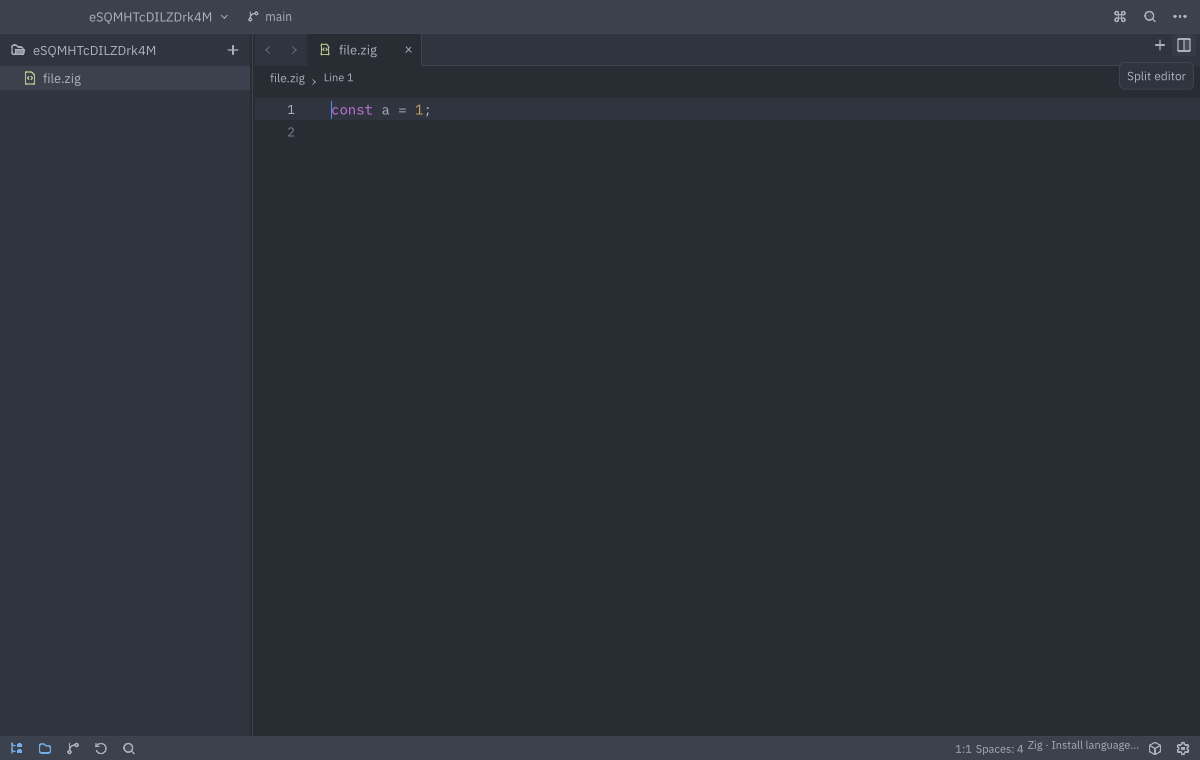 eSQMHTcDILZDrk4M main
eSQMHTcDILZDrk4M
file.zig
file.zig
file.zig Line 1
Split editor
1 const a = 1;
2
1:1 Spaces: 4 Zig · Install language...